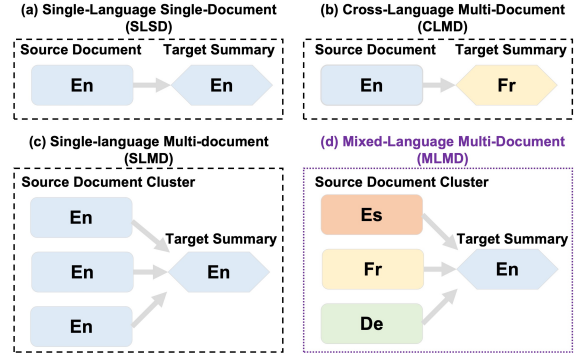 (a) Single-Language Single-Document
(SLSD)
Source Document Target Summary
En En
(b) Cross-Language Multi-Document
(CLMD)
Source Document Target Summary
En Fr
(c) Single-language Multi-document
(SLMD)
Source Document Cluster
En
Target Summary
En En
En
(d) Mixed-Language Multi-Document
(MLMD)
Source Document Cluster
Es
Target Summary
Fr En
De